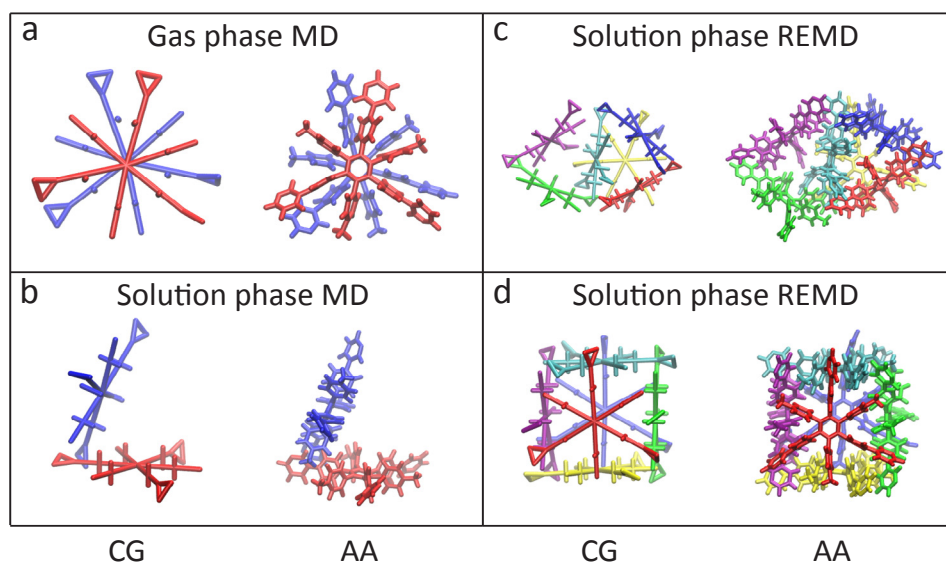 a
Gas phase MD
c
Solution phase REMD
b
Solution phase MD
d
Solution phase REMD
CG
AA
CG
AA